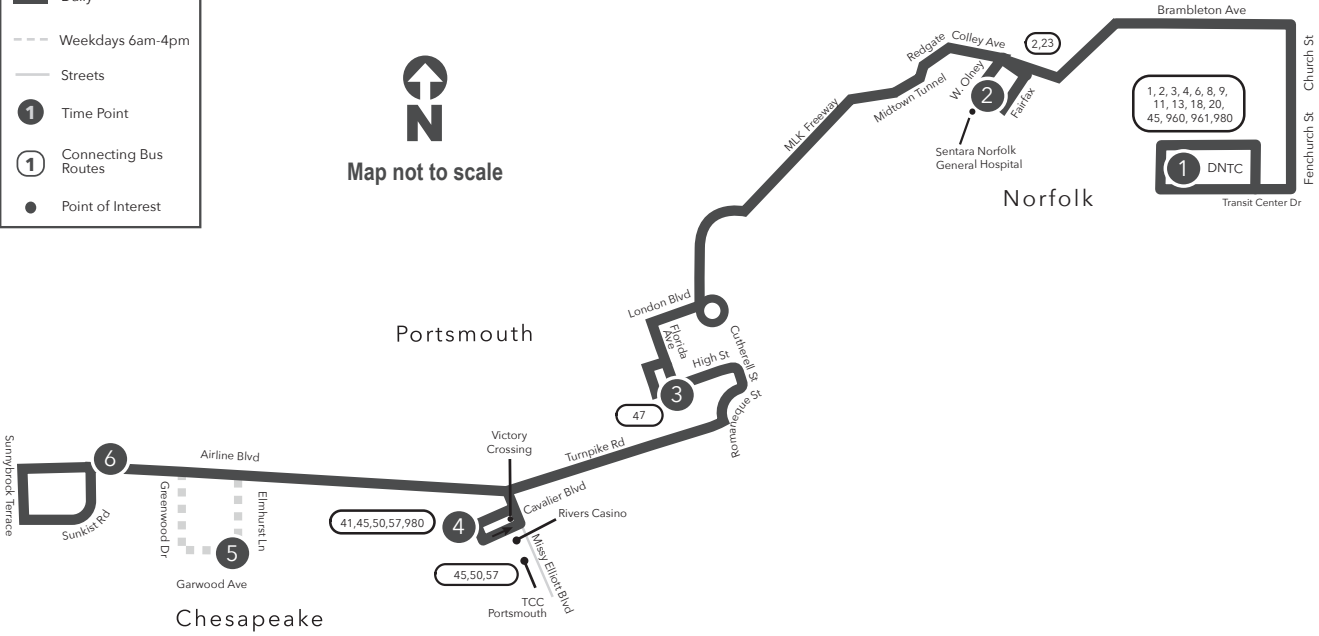 Daily
Weekdays 6am-4pm
Streets
1
Time Point
1
Connecting Bus
Routes
Point of Interest
N
Map not to scale
Brambleton Ave
Church St
Fenchurch St
Transit Center Dr
1, 2, 3, 4, 6, 8, 9,
11, 13, 18, 20,
45, 960, 961,980
1
DNTC
Redgate
Colley Ave
2,23
W. Olney
2
Fairfax
Midtown Tunnel
MLK Freeway
Sentara Norfolk
General Hospital
Norfolk
London Blvd
Florida
Ave
Cutherell St
High St
3
47
Romanebque St
Portsmouth
Victory
Crossing
Turnpike Rd
Cavalier Blvd
Rivers Casino
41,45,50,57,980
4
45,50,57
Missy Elliott Blvd
TCC
Portsmouth
6
Airline Blvd
Sunnybrock Terrace
Sunkist Rd
Greenwood Dr
Elmhurst Ln
5
Garwood Ave
Chesapeake